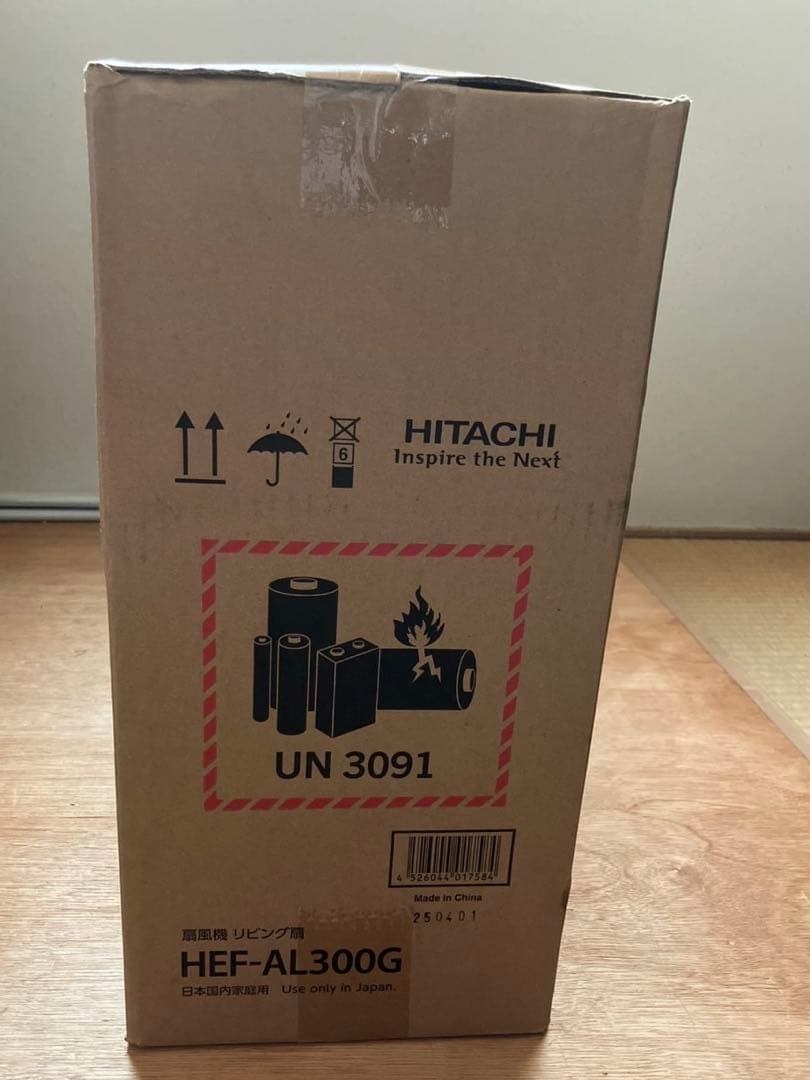 HITACHI
Inspire the Next
6
UN 3091
4 526044 017584
Made in China
250401
扇風機 リビング扇
HEF-AL300G
日本国内家庭用 Use only in Japan.